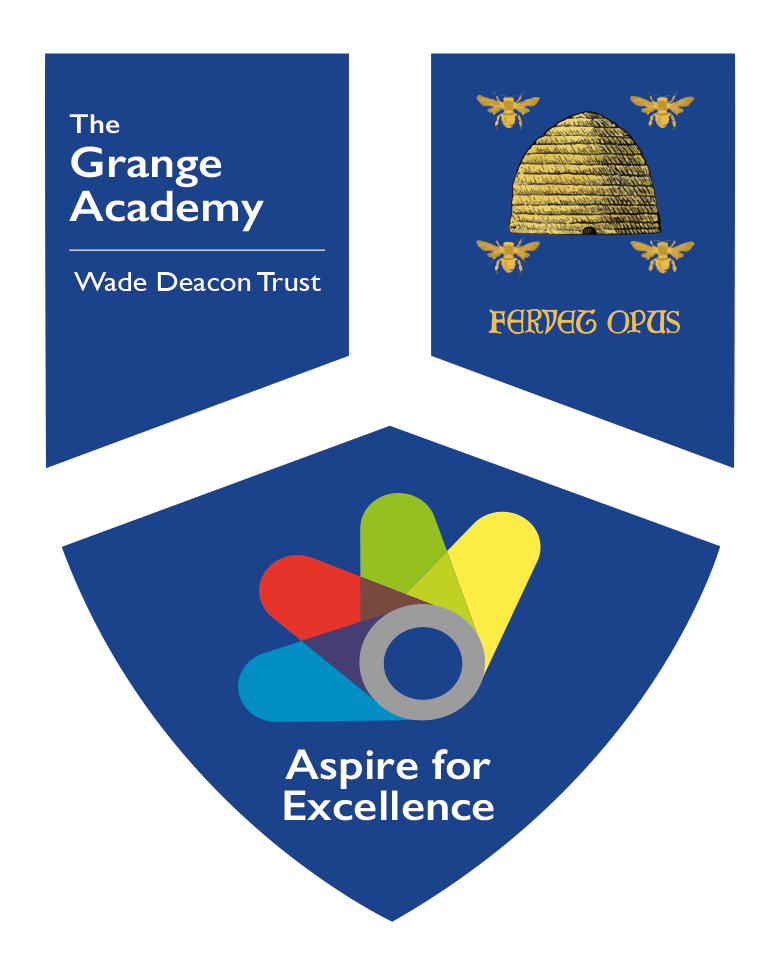 The
Grange
Academy
Wade Deacon Trust
FERVET OPUS
Aspire for
Excellence